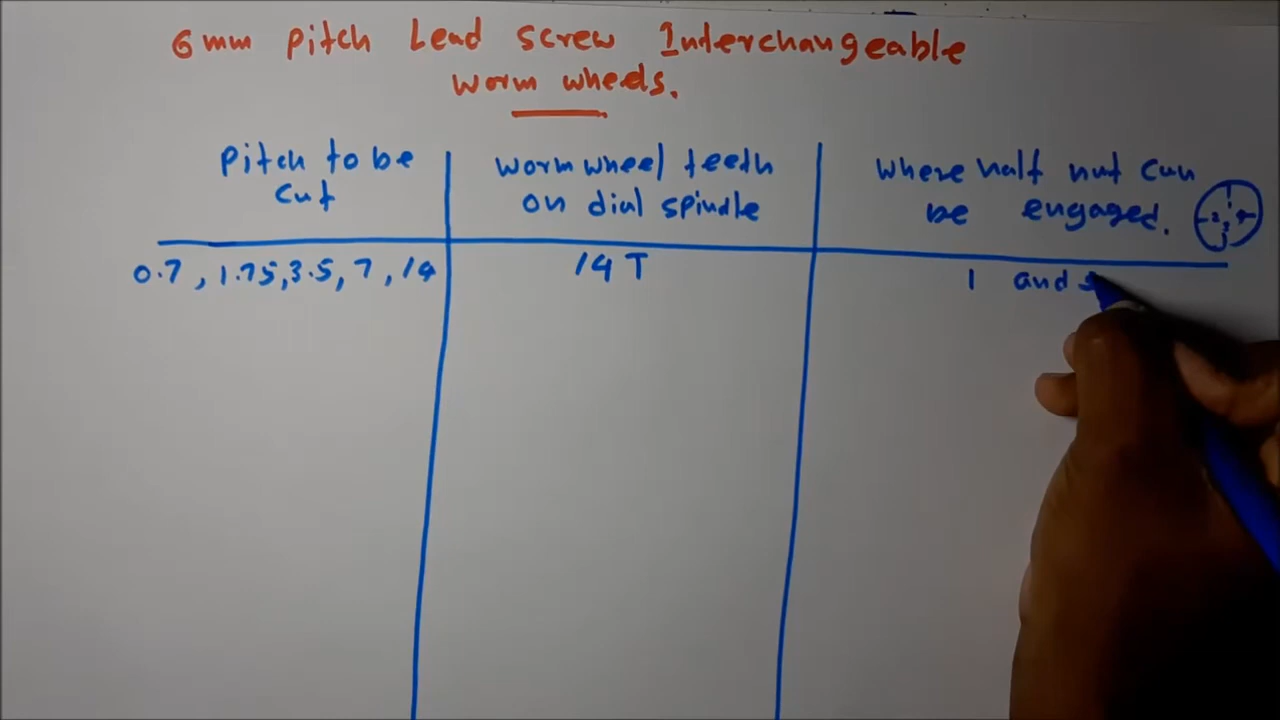 6mm pitch Lead screw Interchangeable
worm wheels.
Pitch to be
cut
worm wheel teeth
on dial spindle
where half nut can
be engaged.
0.7, 1.75, 3.5, 7, 14
14 T
1 and